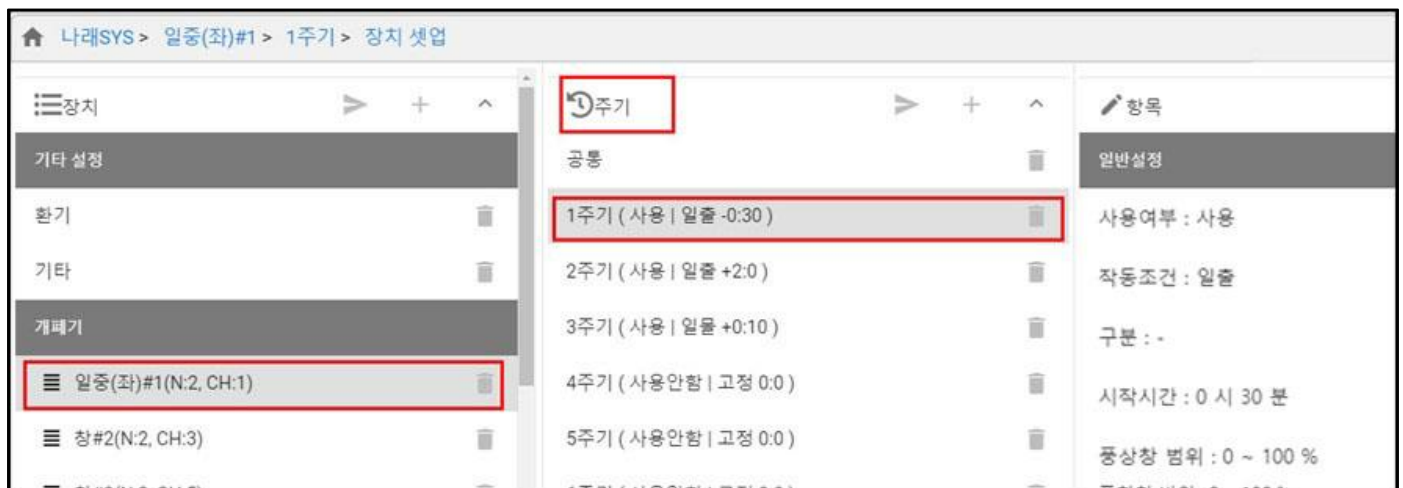 나래SYS > 일중(좌)#1 > 1주기 > 장치 셋업
장치
기타 설정
환기
기타
개폐기
일중(좌)#1(N:2, CH:1)
창#2(N:2, CH:3)
주기
공통
1주기 ( 사용 | 일출 -0:30 )
2주기 ( 사용 | 일출 +2:0 )
3주기 ( 사용 | 일몰 +0:10 )
4주기 ( 사용안함 | 고정 0:0 )
5주기 ( 사용안함 | 고정 0:0 )
항목
일반설정
사용여부 : 사용
작동조건 : 일출
구분 : -
시작시간 : 0 시 30 분
풍상창 범위 : 0 ~ 100 %